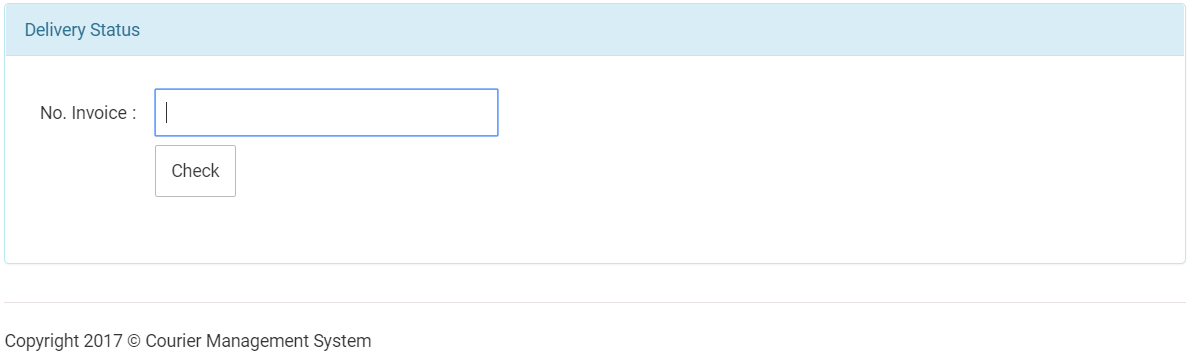 Delivery Status
No. Invoice :
Check
Copyright 2017 © Courier Management System